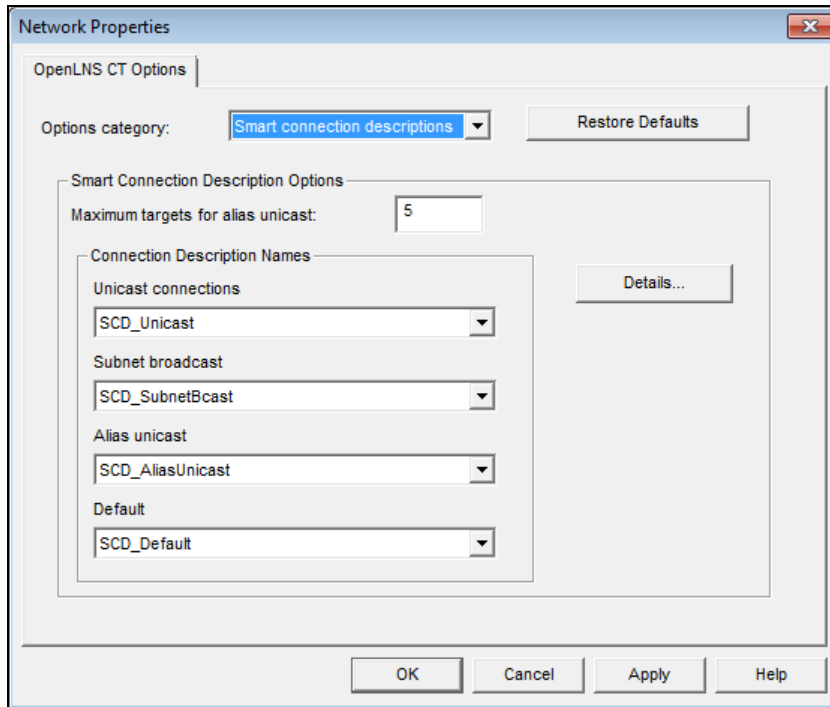 Network Properties
OpenLNS CT Options
Options category: Smart connection descriptions Restore Defaults
Smart Connection Description Options
Maximum targets for alias unicast: 5
Connection Description Names
Details...
Unicast connections
SCD_Unicast
Subnet broadcast
SCD_SubnetBcast
Alias unicast
SCD_AliasUnicast
Default
SCD_Default
OK Cancel Apply Help